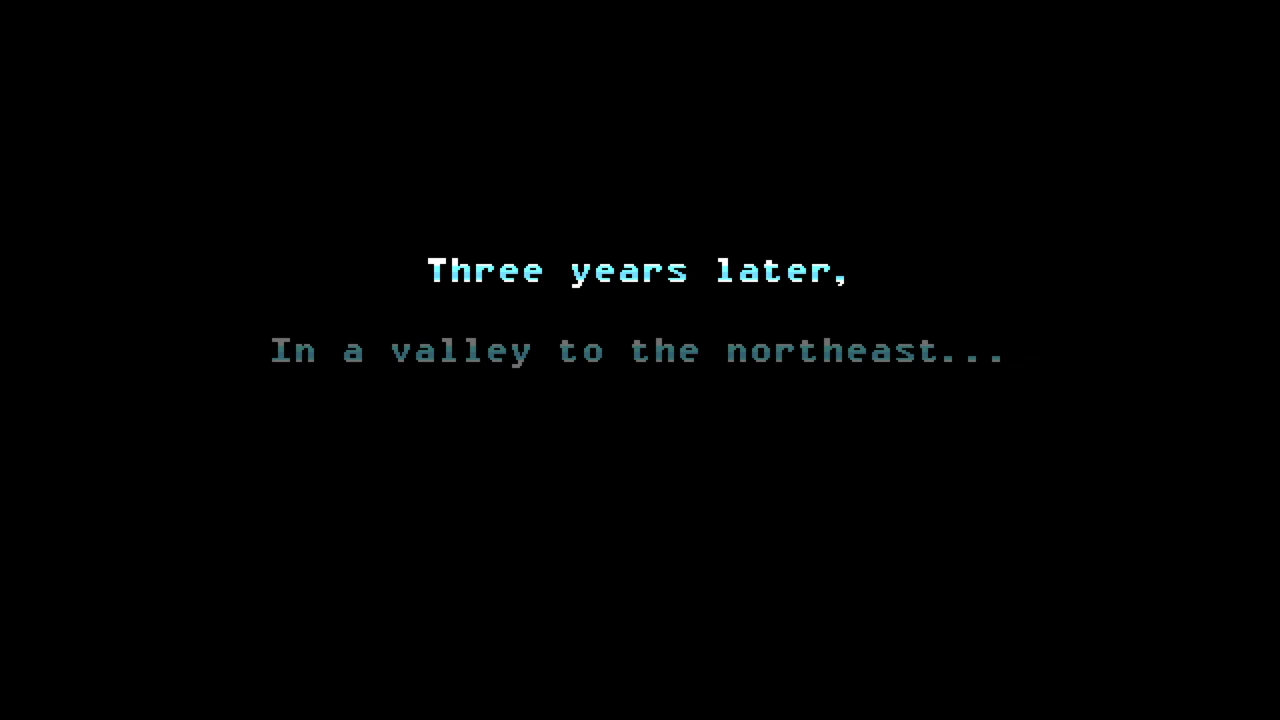 Three years later,
In a valley to the northeast...